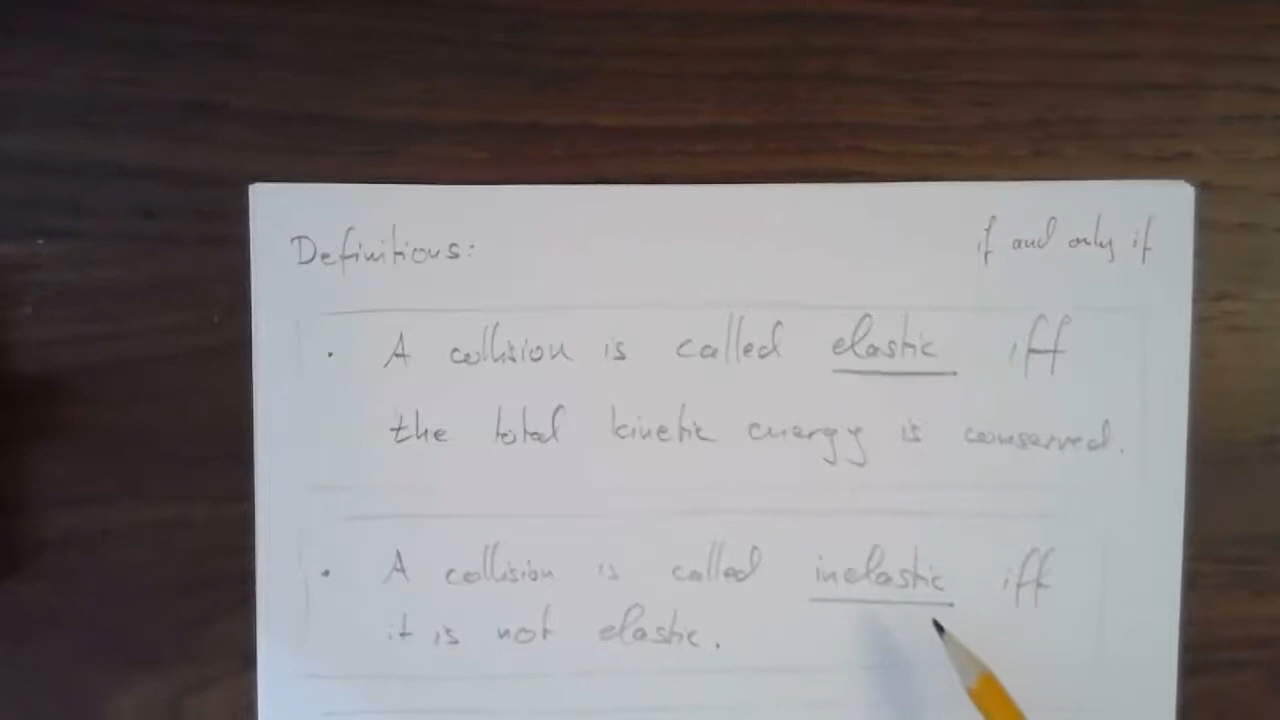 Definitions:
if and only if
• A collision is called elastic iff
the total kinetic energy is conserved.
• A collision is called inelastic iff
it is not elastic.